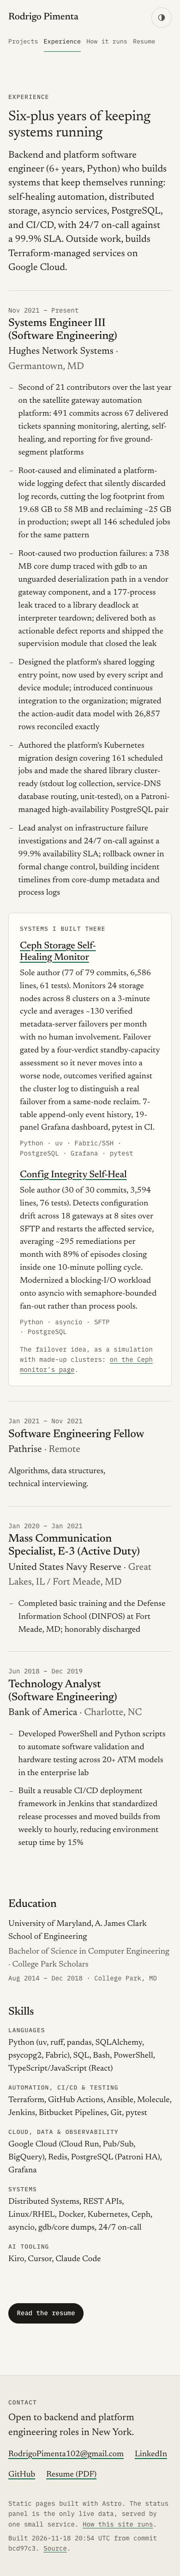 Rodrigo Pimenta
Projects Experience How it runs Resume
EXPERIENCE
Six-plus years of keeping
systems running
Backend and platform software
engineer (6+ years, Python) who builds
systems that keep themselves running:
self-healing automation, distributed
storage, asyncio services, PostgreSQL,
and CI/CD, with 24/7 on-call against
a 99.9% SLA. Outside work, builds
Terraform-managed services on
Google Cloud.
Nov 2021 – Present
Systems Engineer III
(Software Engineering)
Hughes Network Systems ·
Germantown, MD
– Second of 21 contributors over the last year
on the satellite gateway automation
platform: 491 commits across 67 delivered
tickets spanning monitoring, alerting, self-
healing, and reporting for five ground-
segment platforms
– Root-caused and eliminated a platform-
wide logging defect that silently discarded
log records, cutting the log footprint from
19.68 GB to 58 MB and reclaiming ~25 GB
in production; swept all 146 scheduled jobs
for the same pattern
– Root-caused two production failures: a 738
MB core dump traced with gdb to an
unguarded deserialization path in a vendor
gateway component, and a 177-process
leak traced to a library deadlock at
interpreter teardown; delivered both as
actionable defect reports and shipped the
supervision module that closed the leak
– Designed the platform's shared logging
entry point, now used by every script and
device module; introduced continuous
integration to the organization; migrated
the action-audit data model with 26,857
rows reconciled exactly
– Authored the platform's Kubernetes
migration design covering 161 scheduled
jobs and made the shared library cluster-
ready (stdout log collection, service-DNS
database routing, unit-tested), on a Patroni-
managed high-availability PostgreSQL pair
– Lead analyst on infrastructure failure
investigations and 24/7 on-call against a
99.9% availability SLA; rollback owner in
formal change control, building incident
timelines from core-dump metadata and
process logs
SYSTEMS I BUILT THERE
Ceph Storage Self-
Healing Monitor
Sole author (77 of 79 commits, 6,586
lines, 61 tests). Monitors 24 storage
nodes across 8 clusters on a 3-minute
cycle and averages ~130 verified
metadata-server failovers per month
with no human involvement. Failover
gated by a four-verdict standby-capacity
assessment so it never moves into a
worse node, outcomes verified against
the cluster log to distinguish a real
failover from a same-node reclaim. 7-
table append-only event history, 19-
panel Grafana dashboard, pytest in CI.
Python · uv · Fabric/SSH ·
PostgreSQL · Grafana · pytest
Config Integrity Self-Heal
Sole author (30 of 30 commits, 3,594
lines, 76 tests). Detects configuration
drift across 18 gateways at 8 sites over
SFTP and restarts the affected service,
averaging ~295 remediations per
month with 89% of episodes closing
inside one 10-minute polling cycle.
Modernized a blocking-I/O workload
onto asyncio with semaphore-bounded
fan-out rather than process pools.
Python · asyncio · SFTP
· PostgreSQL
The failover idea, as a simulation
with made-up clusters: on the Ceph
monitor's page.
Jan 2021 – Nov 2021
Software Engineering Fellow
Pathrise · Remote
Algorithms, data structures,
technical interviewing.
Jan 2020 – Jan 2021
Mass Communication
Specialist, E-3 (Active Duty)
United States Navy Reserve · Great
Lakes, IL / Fort Meade, MD
– Completed basic training and the Defense
Information School (DINFOS) at Fort
Meade, MD; honorably discharged
Jun 2018 – Dec 2019
Technology Analyst
(Software Engineering)
Bank of America · Charlotte, NC
– Developed PowerShell and Python scripts
to automate software validation and
hardware testing across 20+ ATM models
in the enterprise lab
– Built a reusable CI/CD deployment
framework in Jenkins that standardized
release processes and moved builds from
weekly to hourly, reducing environment
setup time by 15%
Education
University of Maryland, A. James Clark
School of Engineering
Bachelor of Science in Computer Engineering
· College Park Scholars
Aug 2014 – Dec 2018 · College Park, MD
Skills
LANGUAGES
Python (uv, ruff, pandas, SQLAlchemy,
psycopg2, Fabric), SQL, Bash, PowerShell,
TypeScript/JavaScript (React)
AUTOMATION, CI/CD & TESTING
Terraform, GitHub Actions, Ansible, Molecule,
Jenkins, Bitbucket Pipelines, Git, pytest
CLOUD, DATA & OBSERVABILITY
Google Cloud (Cloud Run, Pub/Sub,
BigQuery), Redis, PostgreSQL (Patroni HA),
Grafana
SYSTEMS
Distributed Systems, REST APIs,
Linux/RHEL, Docker, Kubernetes, Ceph,
asyncio, gdb/core dumps, 24/7 on-call
AI TOOLING
Kiro, Cursor, Claude Code
Read the resume
CONTACT
Open to backend and platform
engineering roles in New York.
RodrigoPimenta102@gmail.com LinkedIn
GitHub Resume (PDF)
Static pages built with Astro. The status
panel is the only live data, served by
one small service. How this site runs.
Built 2026-11-18 20:54 UTC from commit
bcd97c3. Source.